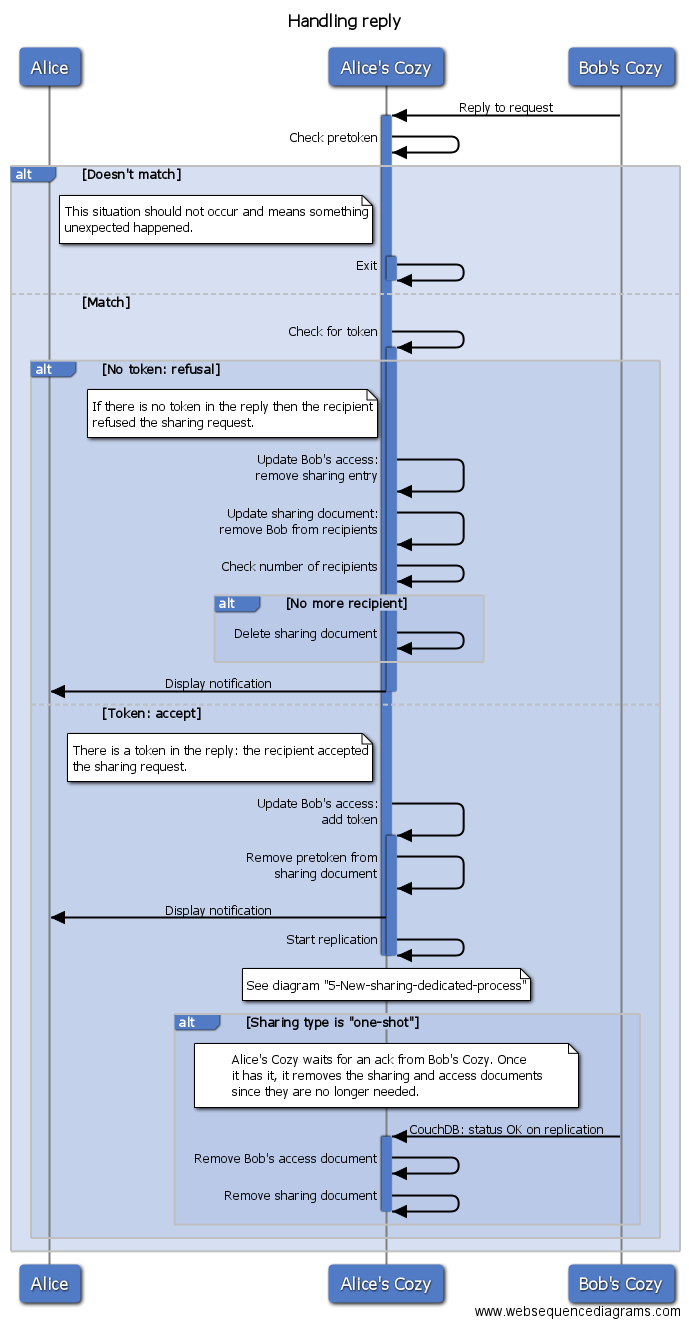 Handling reply
Alice
Alice's Cozy
Bob's Cozy
Reply to request
Check pretoken
alt
[Doesn't match]
This situation should not occur and means something
unexpected happened.
Exit
[Match]
Check for token
alt
[No token: refusal]
If there is no token in the reply then the recipient
refused the sharing request.
Update Bob's access:
remove sharing entry
Update sharing document:
remove Bob from recipients
Check number of recipients
alt
[No more recipient]
Delete sharing document
Display notification
[Token: accept]
There is a token in the reply: the recipient accepted
the sharing request.
Update Bob's access:
add token
Remove pretoken from
sharing document
Display notification
Start replication
See diagram "5-New-sharing-dedicated-process"
alt
[Sharing type is "one-shot"]
Alice's Cozy waits for an ack from Bob's Cozy. Once
it has it, it removes the sharing and access documents
since they are no longer needed.
CouchDB: status OK on replication
Remove Bob's access document
Remove sharing document
Alice
Alice's Cozy
Bob's Cozy
www.websequencediagrams.com